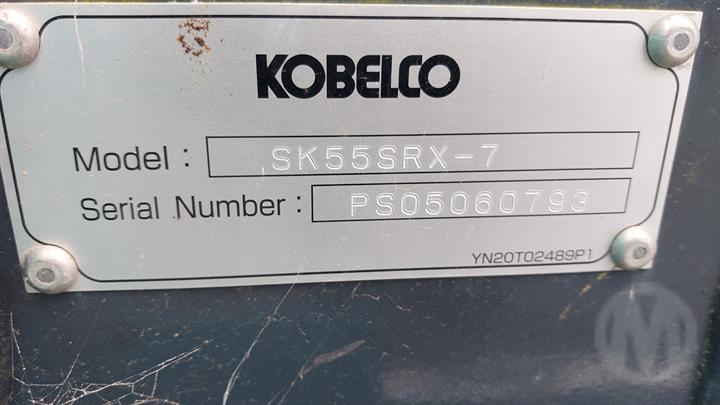 KOBELCO
Model : SK55SRX-7
Serial Number : PS05060793
YN20T02489P1
M